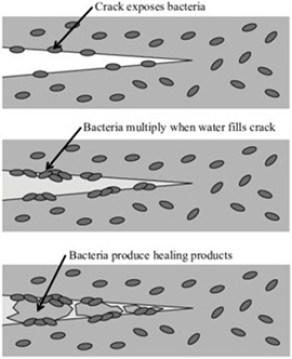 Crack exposes bacteria
Bacteria multiply when water fills crack
Bacteria produce healing products